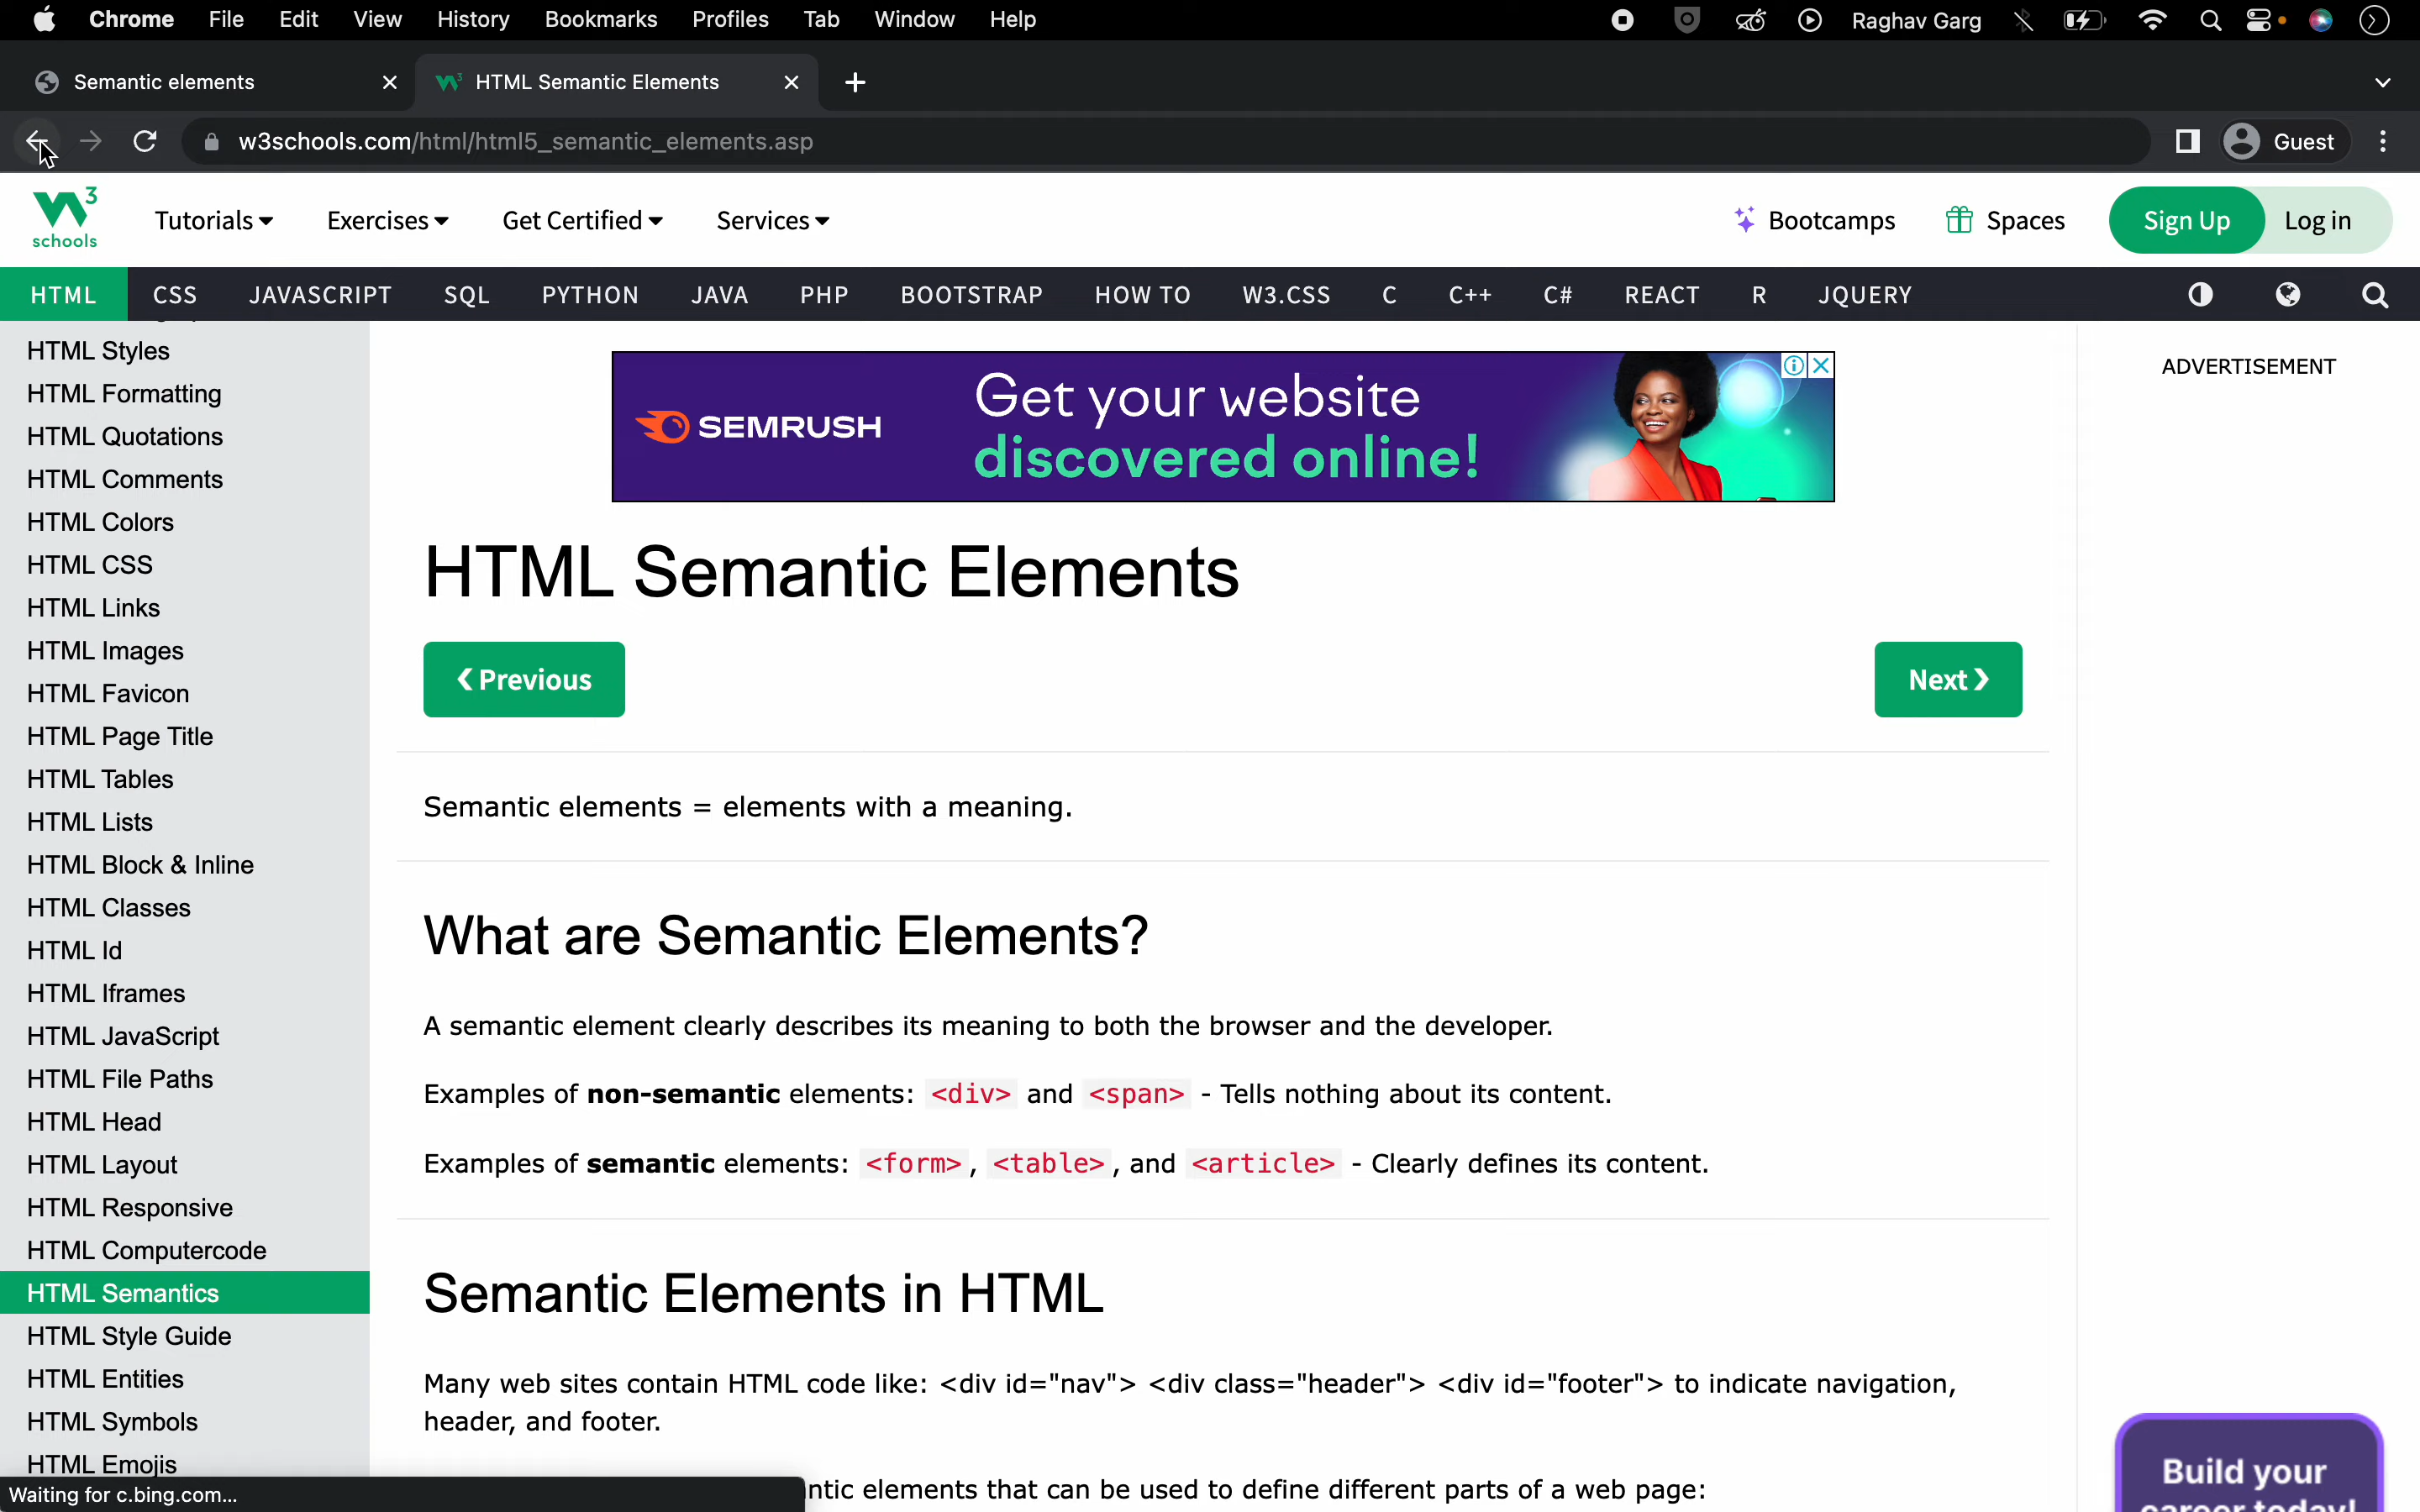 Chrome File Edit View History Bookmarks Profiles Tab Window Help Raghav Garg
Semantic elements HTML Semantic Elements
w3schools.com/html/html5_semantic_elements.asp Guest
W3 schools Tutorials Exercises Get Certified Services Bootcamps Spaces Sign Up Log in
HTML CSS JAVASCRIPT SQL PYTHON JAVA PHP BOOTSTRAP HOW TO W3.CSS C C++ C# REACT R JQUERY
HTML Styles
HTML Formatting
HTML Quotations
HTML Comments
HTML Colors
HTML CSS
HTML Links
HTML Images
HTML Favicon
HTML Page Title
HTML Tables
HTML Lists
HTML Block & Inline
HTML Classes
HTML Id
HTML Iframes
HTML JavaScript
HTML File Paths
HTML Head
HTML Layout
HTML Responsive
HTML Computercode
HTML Semantics
HTML Style Guide
HTML Entities
HTML Symbols
HTML Emojis
Waiting for c.bing.com...
SEMRUSH
Get your website
discovered online!
ADVERTISEMENT
HTML Semantic Elements
❮ Previous
Next ❯
Semantic elements = elements with a meaning.
What are Semantic Elements?
A semantic element clearly describes its meaning to both the browser and the developer.
Examples of non-semantic elements: <div> and <span> - Tells nothing about its content.
Examples of semantic elements: <form>, <table>, and <article> - Clearly defines its content.
Semantic Elements in HTML
Many web sites contain HTML code like: <div id="nav"> <div class="header"> <div id="footer"> to indicate navigation,
header, and footer.
ntic elements that can be used to define different parts of a web page:
Build your
career today!